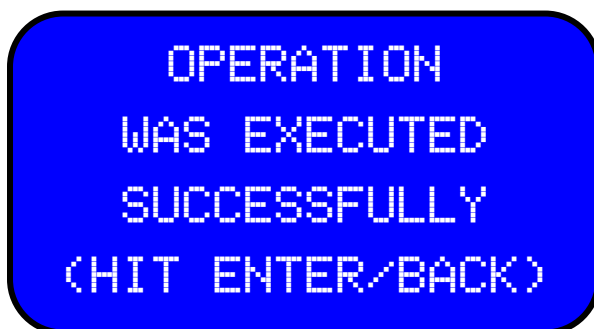 OPERATION
WAS EXECUTED
SUCCESSFULLY
(HIT ENTER/BACK)